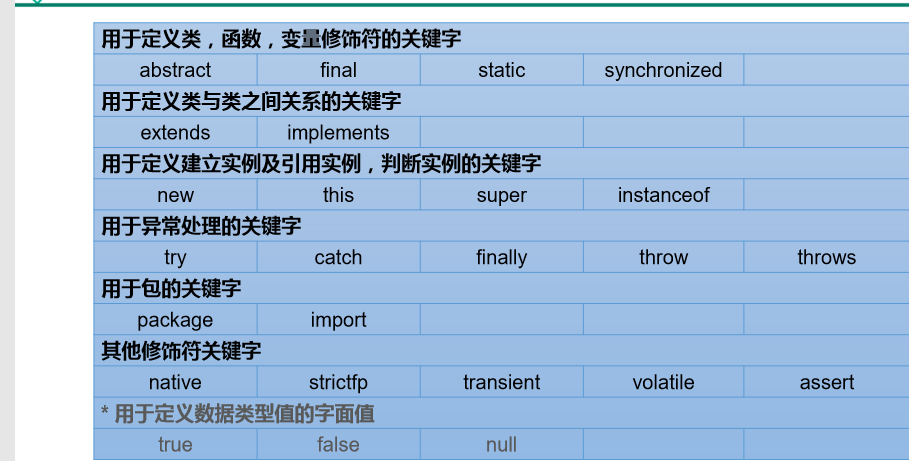 用于定义类，函数，变量修饰符的关键字
abstract final static synchronized
用于定义类与类之间关系的关键字
extends implements
用于定义建立实例及引用实例，判断实例的关键字
new this super instanceof
用于异常处理的关键字
try catch finally throw throws
用于包的关键字
package import
其他修饰符关键字
native strictfp transient volatile assert
* 用于定义数据类型值的字面值
true false null